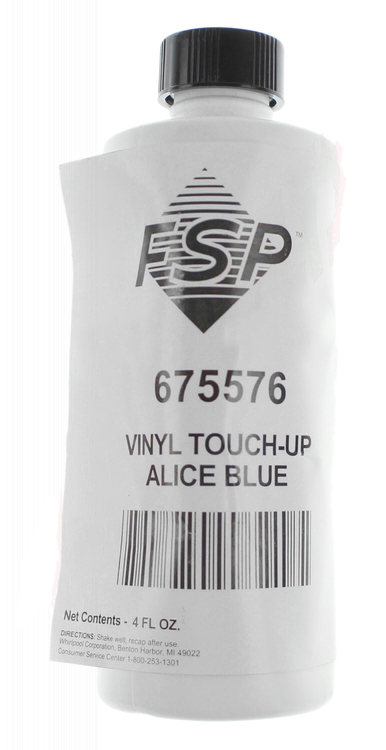 FSP™
675576
VINYL TOUCH-UP
ALICE BLUE
Net Contents - 4 FL OZ.
DIRECTIONS: Shake well, recap after use.
Whirlpool Corporation, Benton Harbor, MI 49022
Consumer Service Center 1-800-253-1301